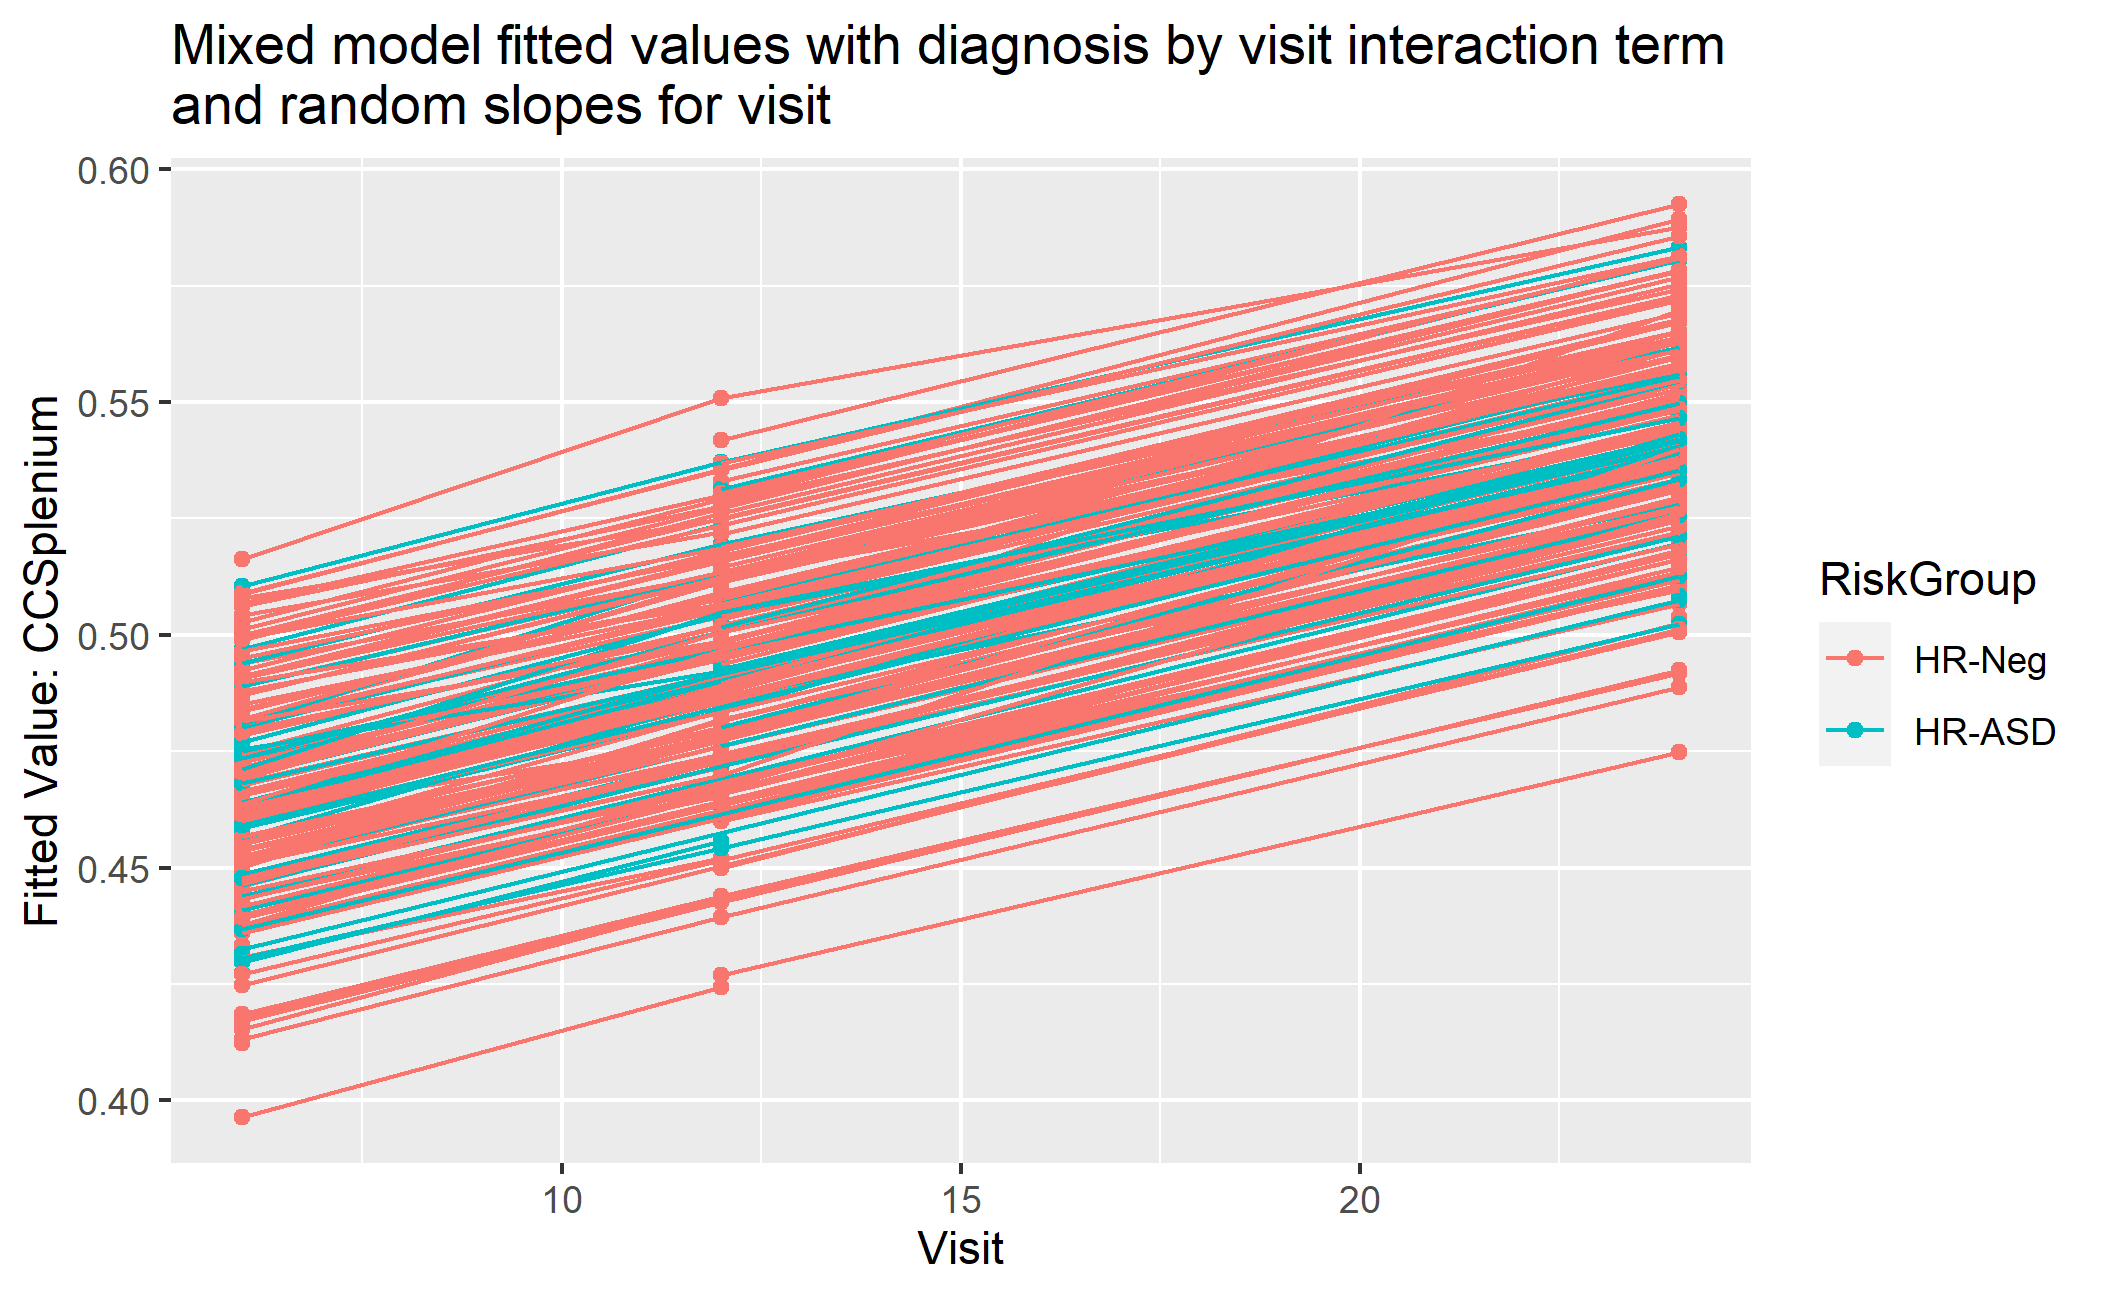 Mixed model fitted values with diagnosis by visit interaction term
and random slopes for visit
0.60
0.55
0.50
0.45
0.40
Fitted Value: CCSplenium
10
15
20
Visit
RiskGroup
HR-Neg
HR-ASD